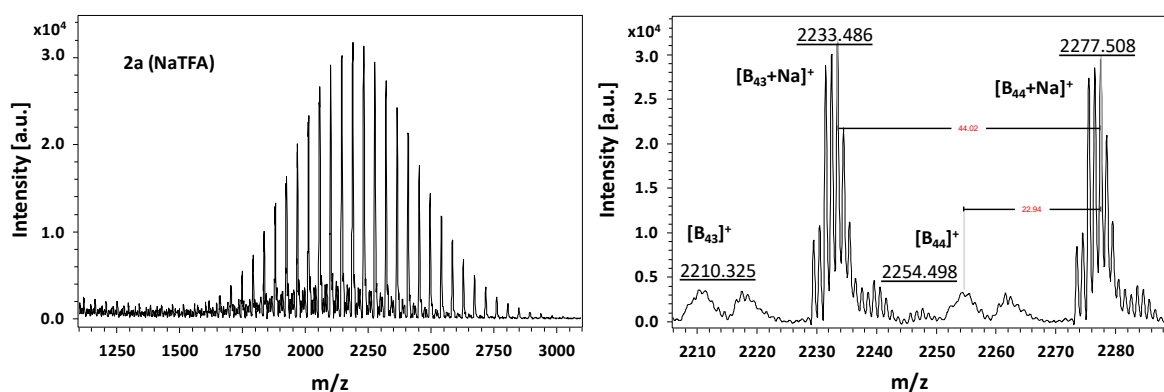 x10⁴
2a (NaTFA)
Intensity [a.u.]
3.0
2.0
1.0
0.0
1250 1500 1750 2000 2250 2500 2750 3000
m/z
x10⁴
2233.486
2277.508
[B₄₃+Na]⁺
[B₄₄+Na]⁺
44.02
22.94
[B₄₃]⁺
[B₄₄]⁺
2210.325
2254.498
Intensity [a.u.]
3.0
2.5
2.0
1.5
1.0
0.5
0.0
2210 2220 2230 2240 2250 2260 2270 2280
m/z